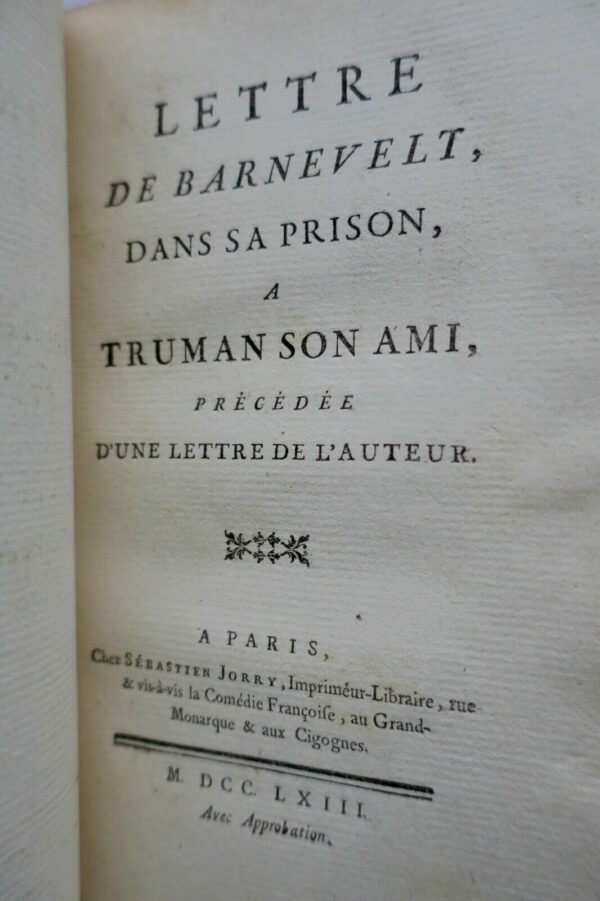 LETTRE
DE BARNEVELT,
DANS SA PRISON,
A
TRUMAN SON AMI,
PRÉCÉDÉE
D'UNE LETTRE DE L'AUTEUR.
A PARIS,
Chez SÉBASTIEN JORRY, Impriméur-Libraire, rue
& vis-à-vis la Comédie Françoiſe, au Grand-
Monarque & aux Cigognes.
M. DCC. LXIII.
Avec Approbation.